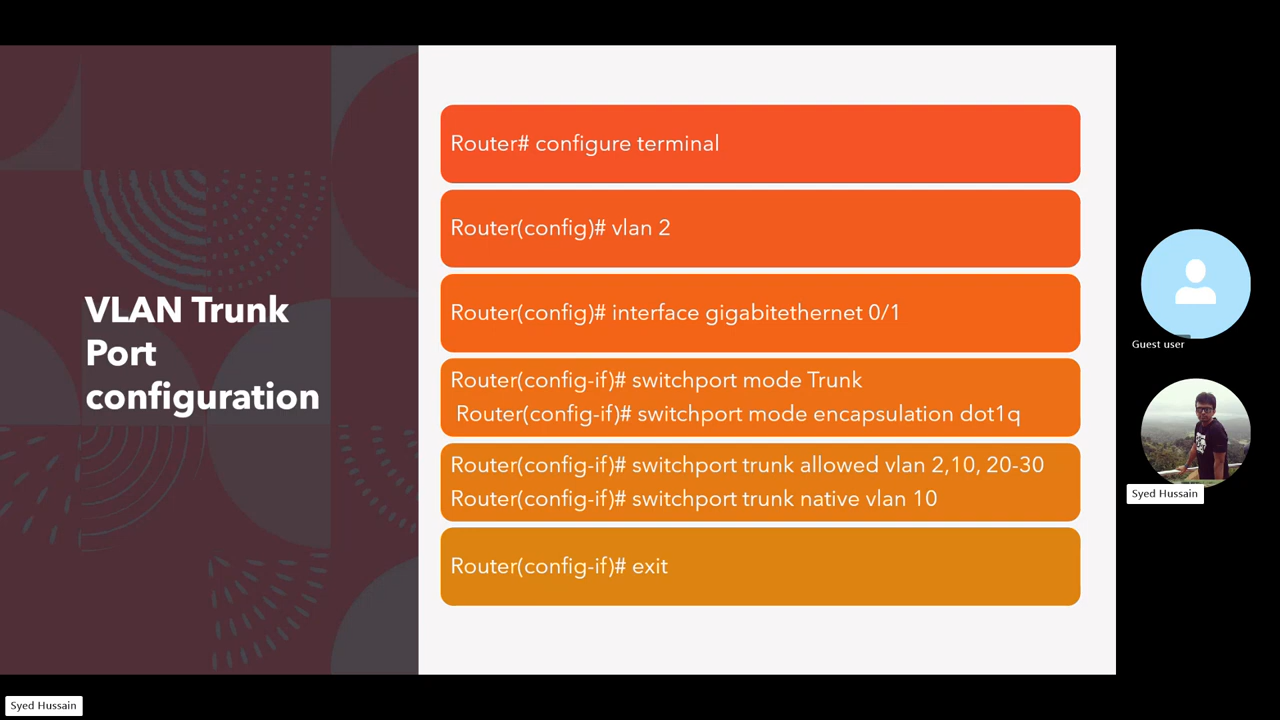 VLAN Trunk
Port
configuration
Router# configure terminal
Router(config)# vlan 2
Router(config)# interface gigabitethernet 0/1
Router(config-if)# switchport mode Trunk
Router(config-if)# switchport mode encapsulation dot1q
Router(config-if)# switchport trunk allowed vlan 2,10, 20-30
Router(config-if)# switchport trunk native vlan 10
Router(config-if)# exit
Guest user
Syed Hussain
Syed Hussain